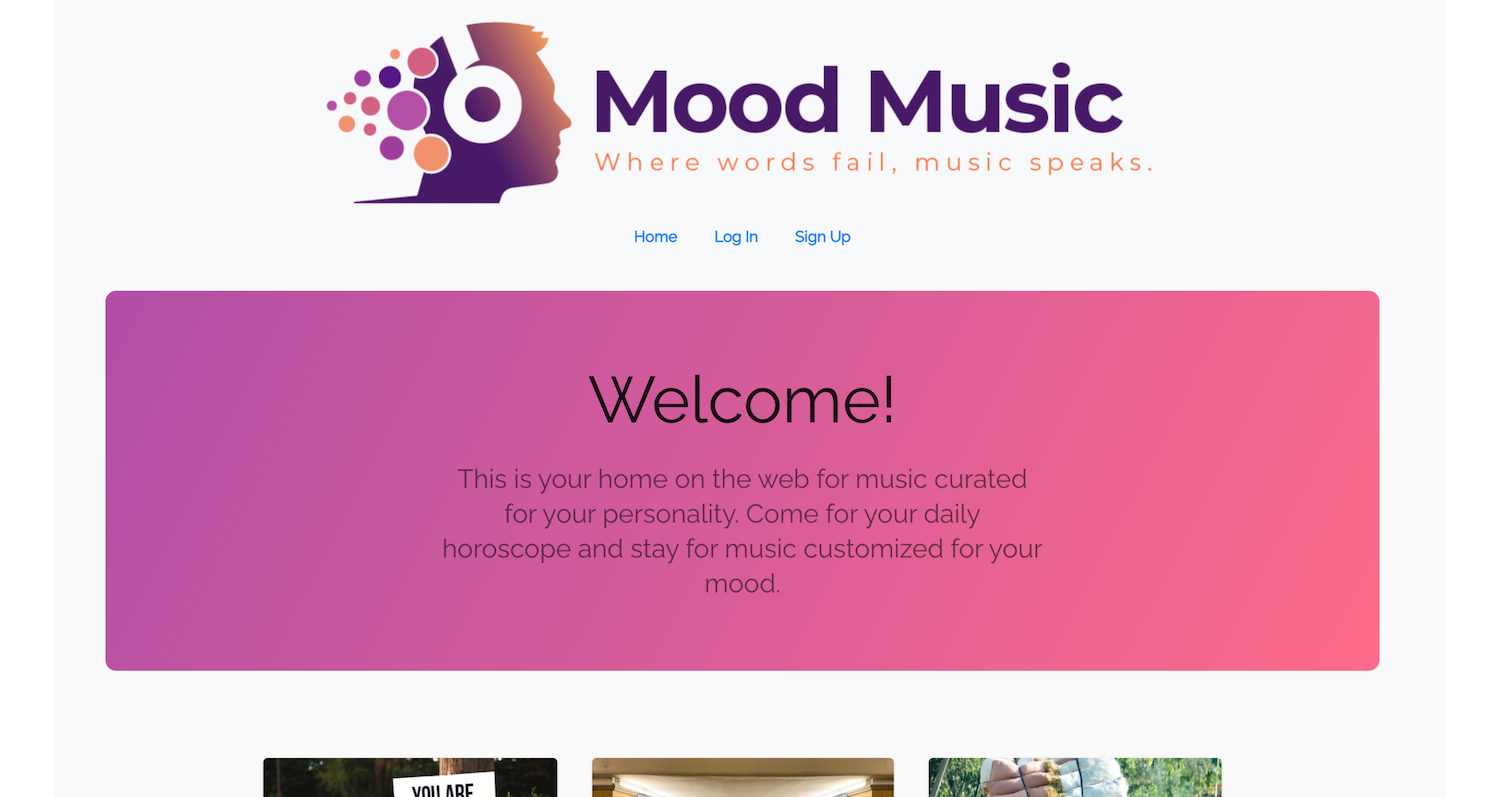 Mood Music
Where words fail, music speaks.
Home Log In Sign Up
Welcome!
This is your home on the web for music curated
for your personality. Come for your daily
horoscope and stay for music customized for your
mood.
YOU ARE